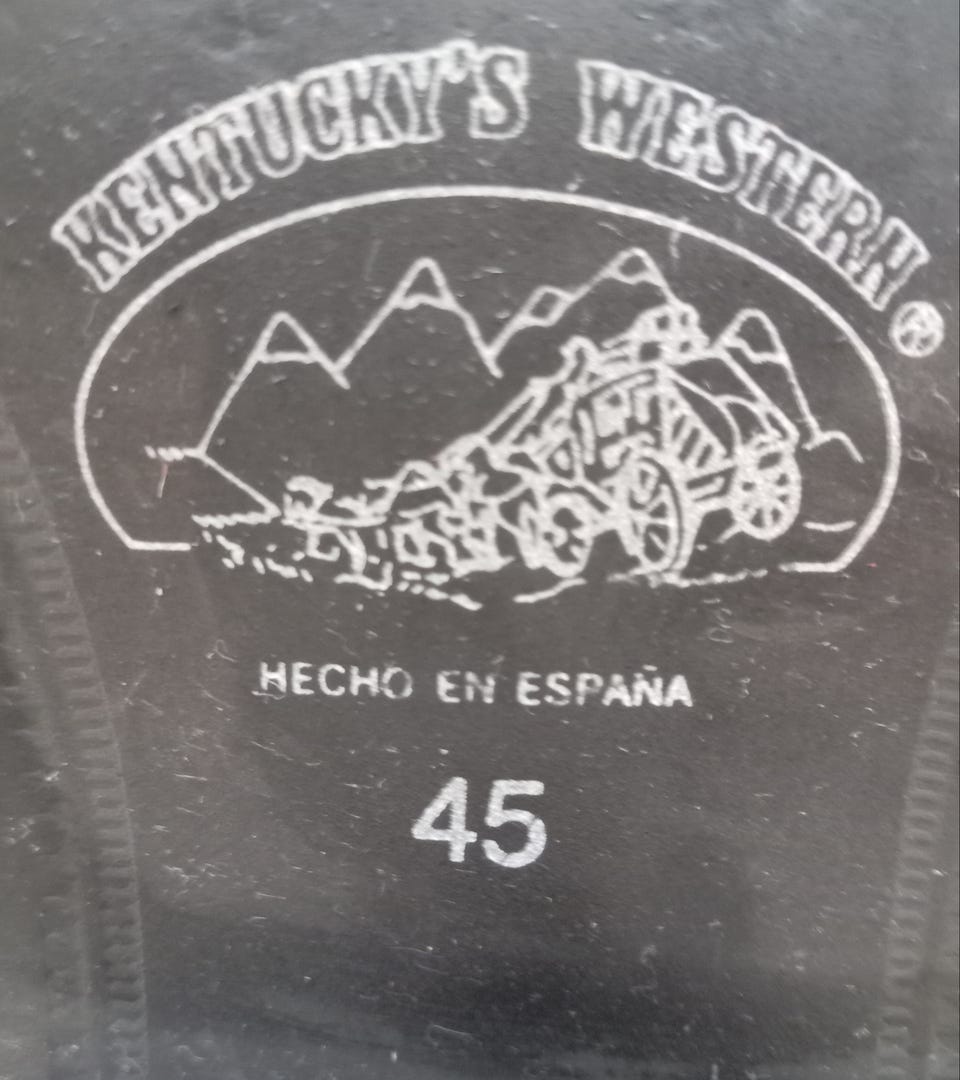 KENTUCKY'S WESTERN ®
HECHO EN ESPAÑA
45